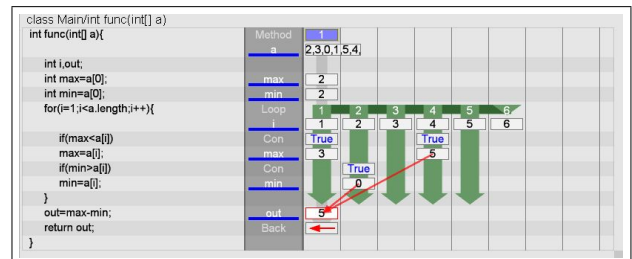 class Main/int func(int[] a)
int func(int[] a){ Method 1
a 2,3,0,1,5,4,
int i,out;
int max=a[0]; max 2
int min=a[0]; min 2
for(i=1;i<a.length;i++){ Loop 1 2 3 4 5 6
i 1 2 3 4 5 6
if(max<a[i]) Con True True
max=a[i]; max 3 5
if(min>a[i]) Con True
min=a[i]; min 0
}
out=max-min; out 5
return out; Back
}